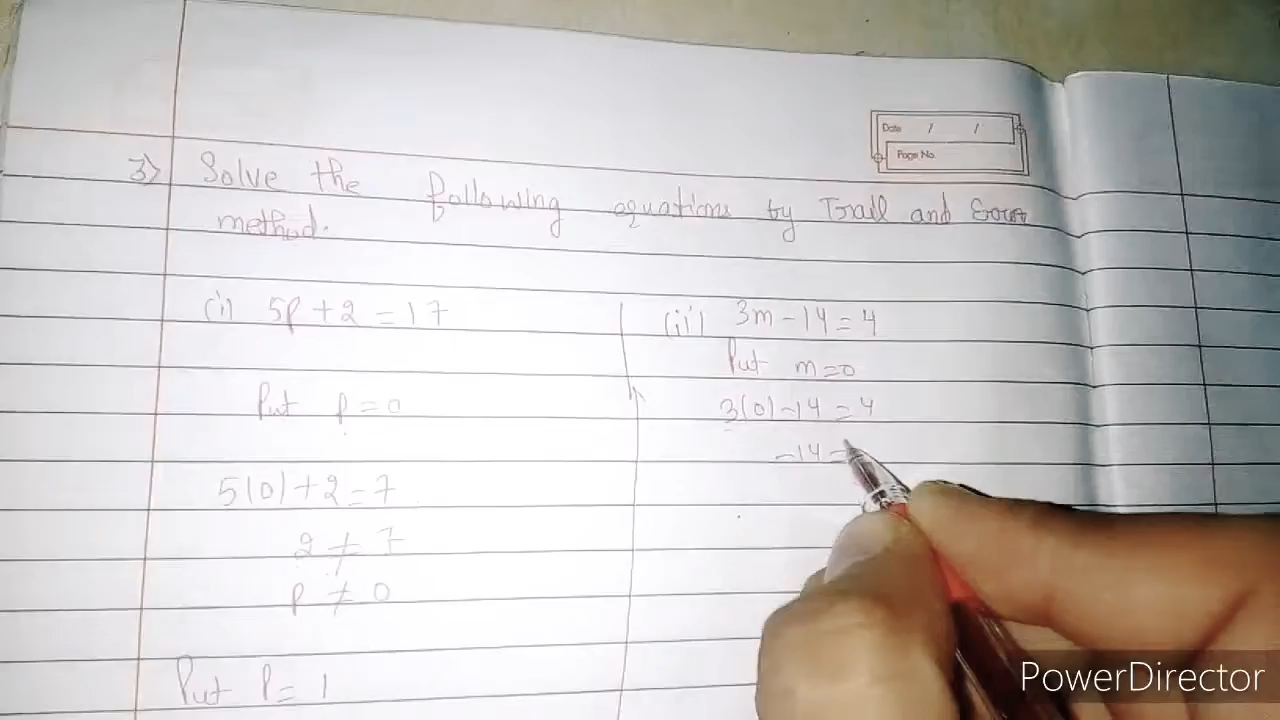 3) Solve the following equations by Trail and Error
method.
(i) 5p + 2 = 17
Put p = 0
5(0) + 2 = 7
2 ≠ 7
p ≠ 0
Put P = 1
(ii) 3m - 14 = 4
Put m = 0
3(0) - 14 = 4
-14 =
Date / /
Page No.
PowerDirector